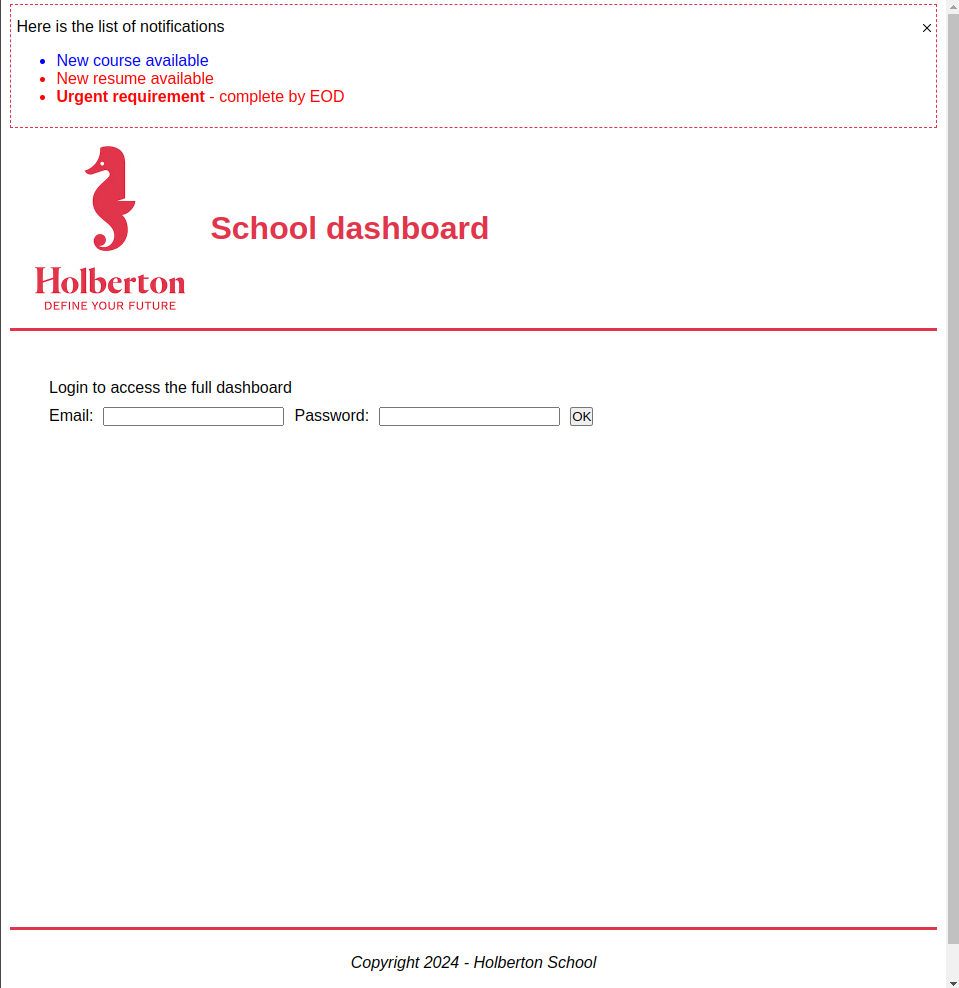 Here is the list of notifications ×
New course available
New resume available
Urgent requirement - complete by EOD
School dashboard
Holberton
DEFINE YOUR FUTURE
Login to access the full dashboard
Email: Password: OK
Copyright 2024 - Holberton School